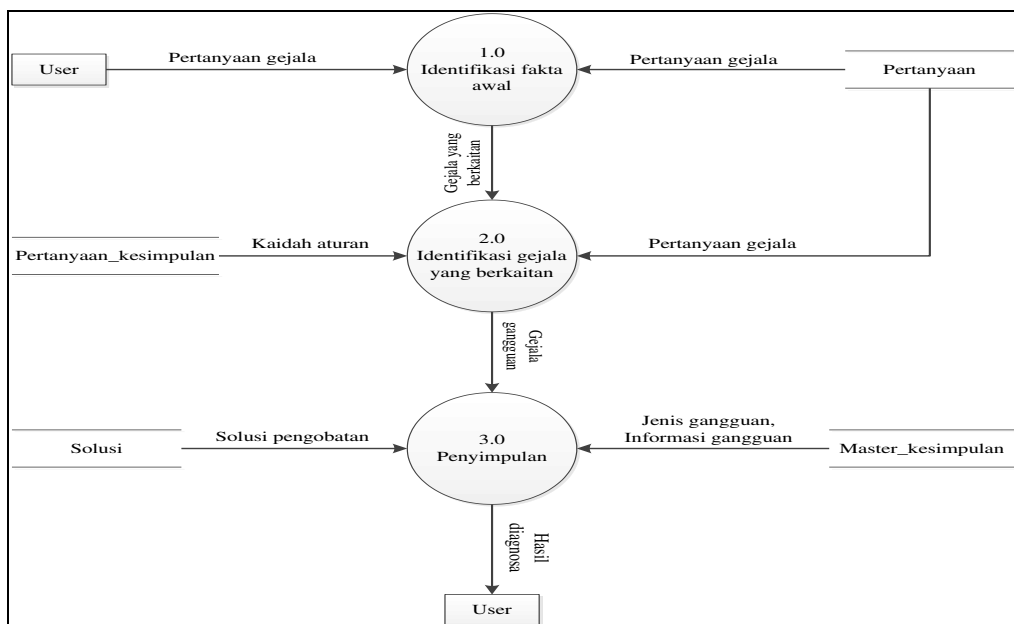 1.0
Identifikasi fakta
awal
User
Pertanyaan gejala
Pertanyaan gejala
Pertanyaan
Gejala yang
berkaitan
2.0
Identifikasi gejala
yang berkaitan
Pertanyaan_kesimpulan
Kaidah aturan
Pertanyaan gejala
Gejala
gangguan
3.0
Penyimpulan
Solusi
Solusi pengobatan
Jenis gangguan,
Informasi gangguan
Master_kesimpulan
Hasil
diagnosa
User